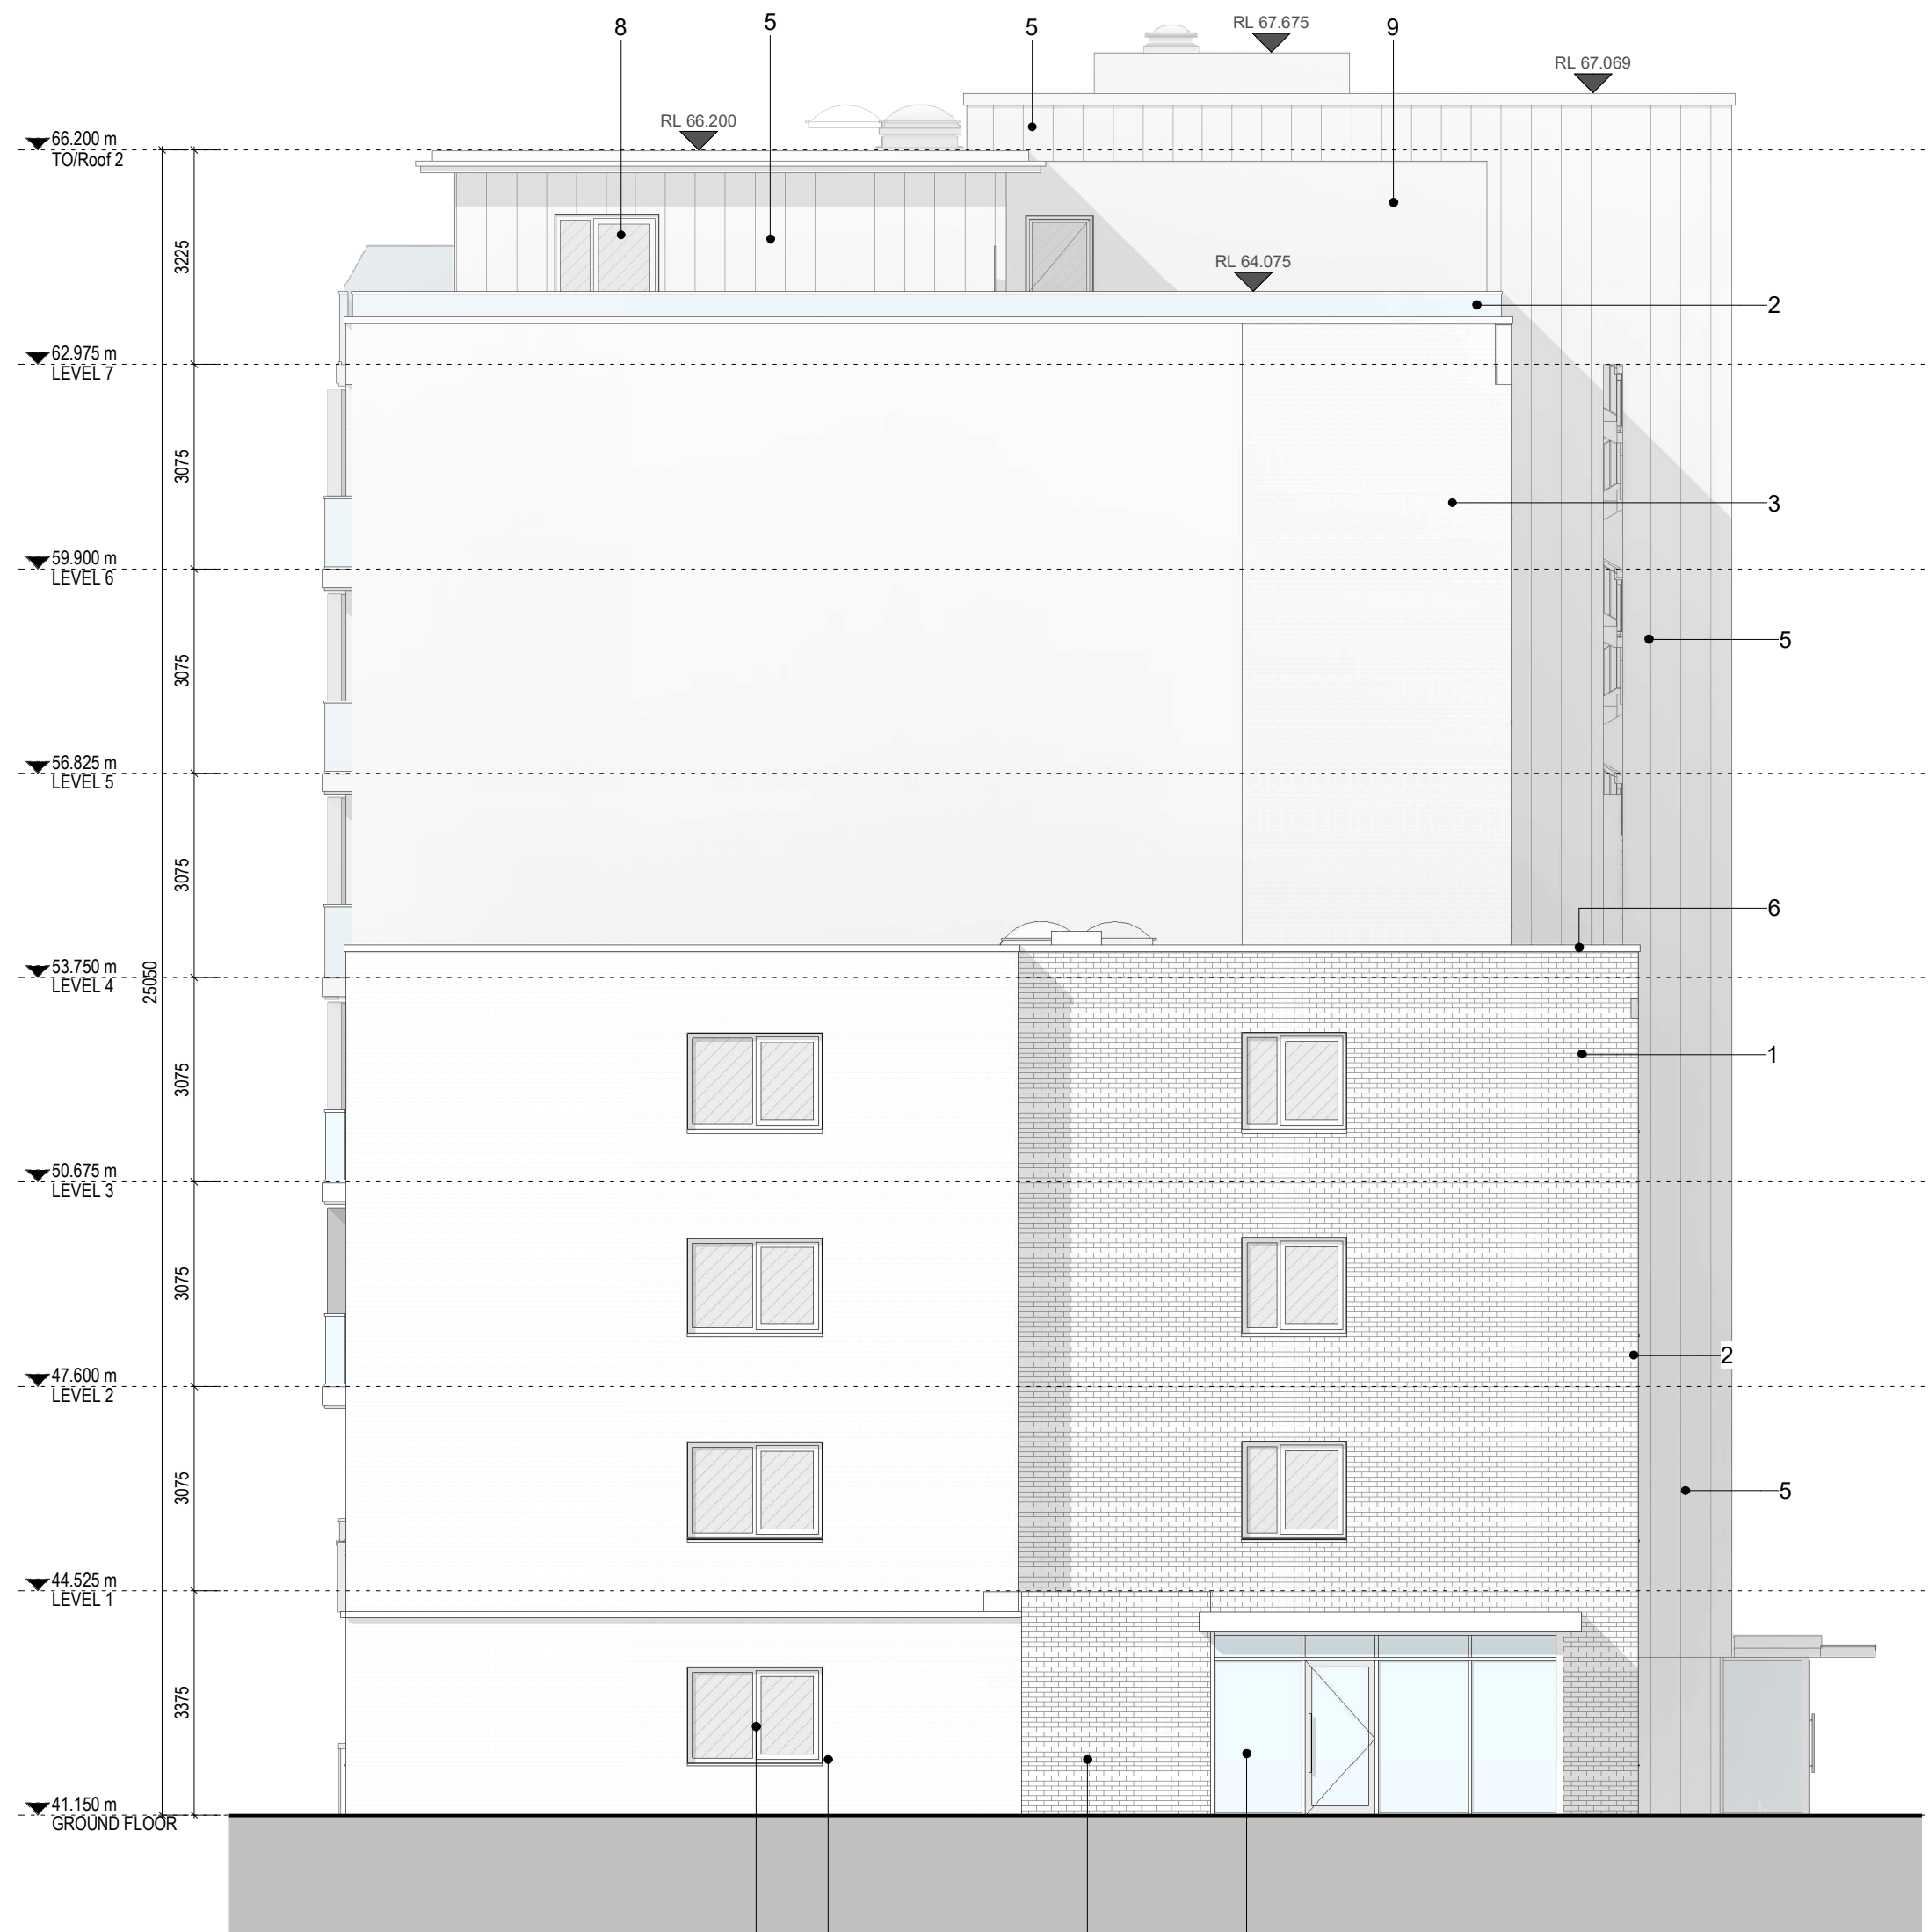 8
5
5
RL 67.675
9
RL 67.069
RL 66.200
66.200 m
TO/Roof 2
3225
RL 64.075
2
62.975 m
LEVEL 7
3075
3
59.900 m
LEVEL 6
3075
5
56.825 m
LEVEL 5
3075
6
53.750 m
LEVEL 4
25050
3075
1
50.675 m
LEVEL 3
3075
2
47.600 m
LEVEL 2
3075
5
44.525 m
LEVEL 1
3375
41.150 m
GROUND FLOOR